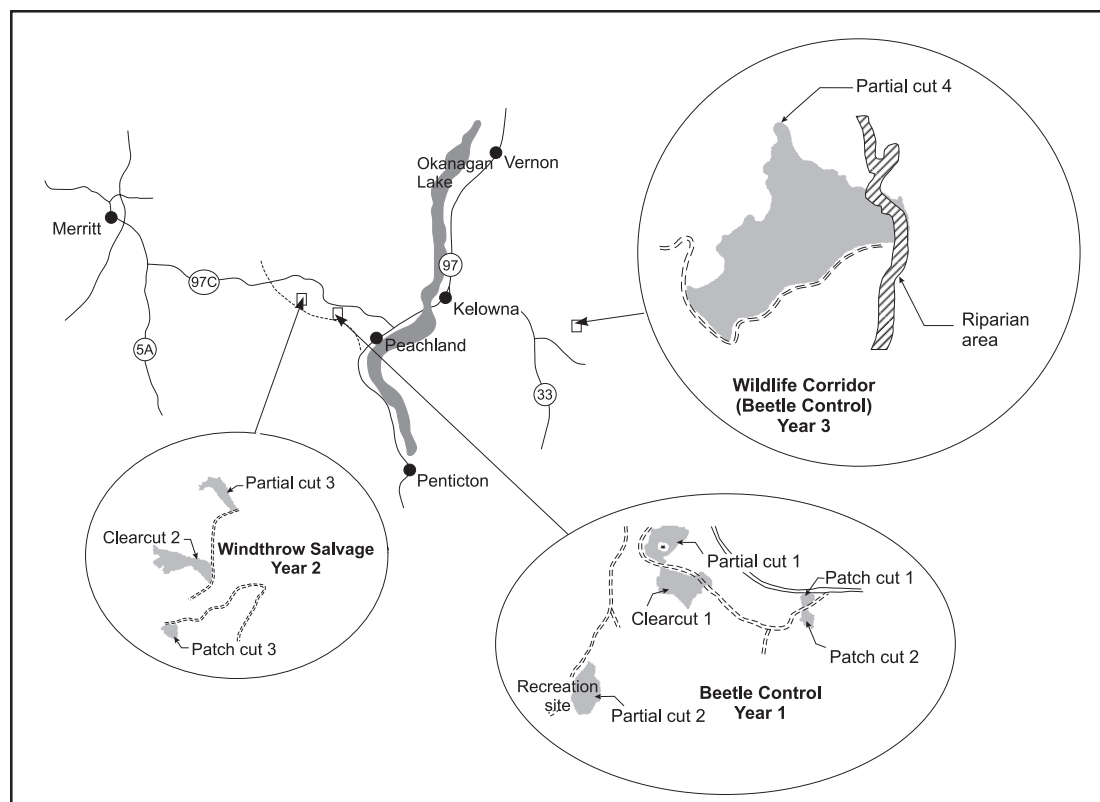 Partial cut 4
Okanagan
Lake
Vernon
Merritt
97C
97
Kelowna
Peachland
5A
33
Riparian
area
Wildlife Corridor
(Beetle Control)
Year 3
Penticton
Partial cut 3
Clearcut 2
Windthrow Salvage
Year 2
Patch cut 3
Partial cut 1
Patch cut 1
Clearcut 1
Patch cut 2
Recreation
site
Partial cut 2
Beetle Control
Year 1